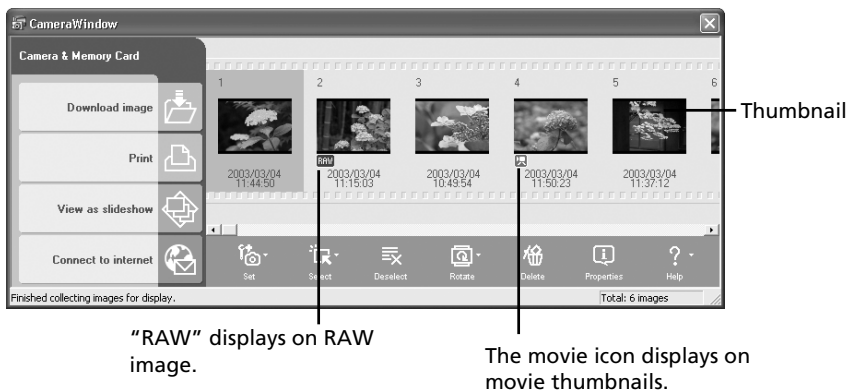 CameraWindow
Camera & Memory Card
Download image
Print
View as slideshow
Connect to internet
1 2 3 4 5 6
RAW
2003/03/04 2003/03/04 2003/03/04 2003/03/04 2003/03/04
11:44:50 11:15:03 10:49:54 11:50:23 11:37:12
Thumbnail
Set Select Deselect Rotate Delete Properties Help
Finished collecting images for display. Total: 6 images
“RAW” displays on RAW
image.
The movie icon displays on
movie thumbnails.